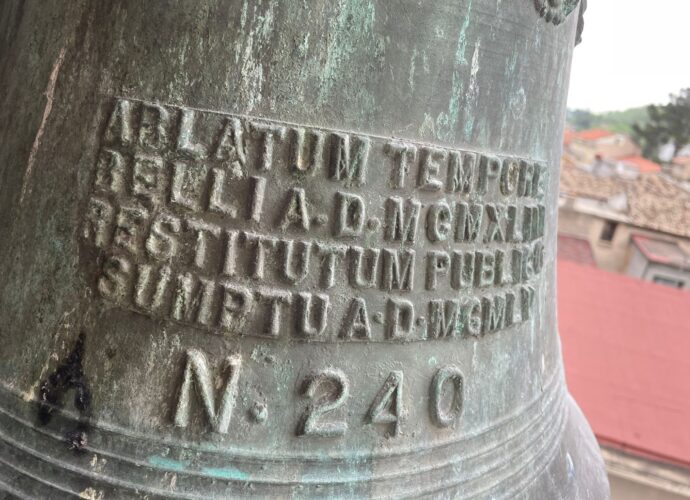 ABLATUM TEMPORE
BELLI A·D·MCMXLIII
RESTITUTUM PUBLICO
SUMPTU A·D·
N·240